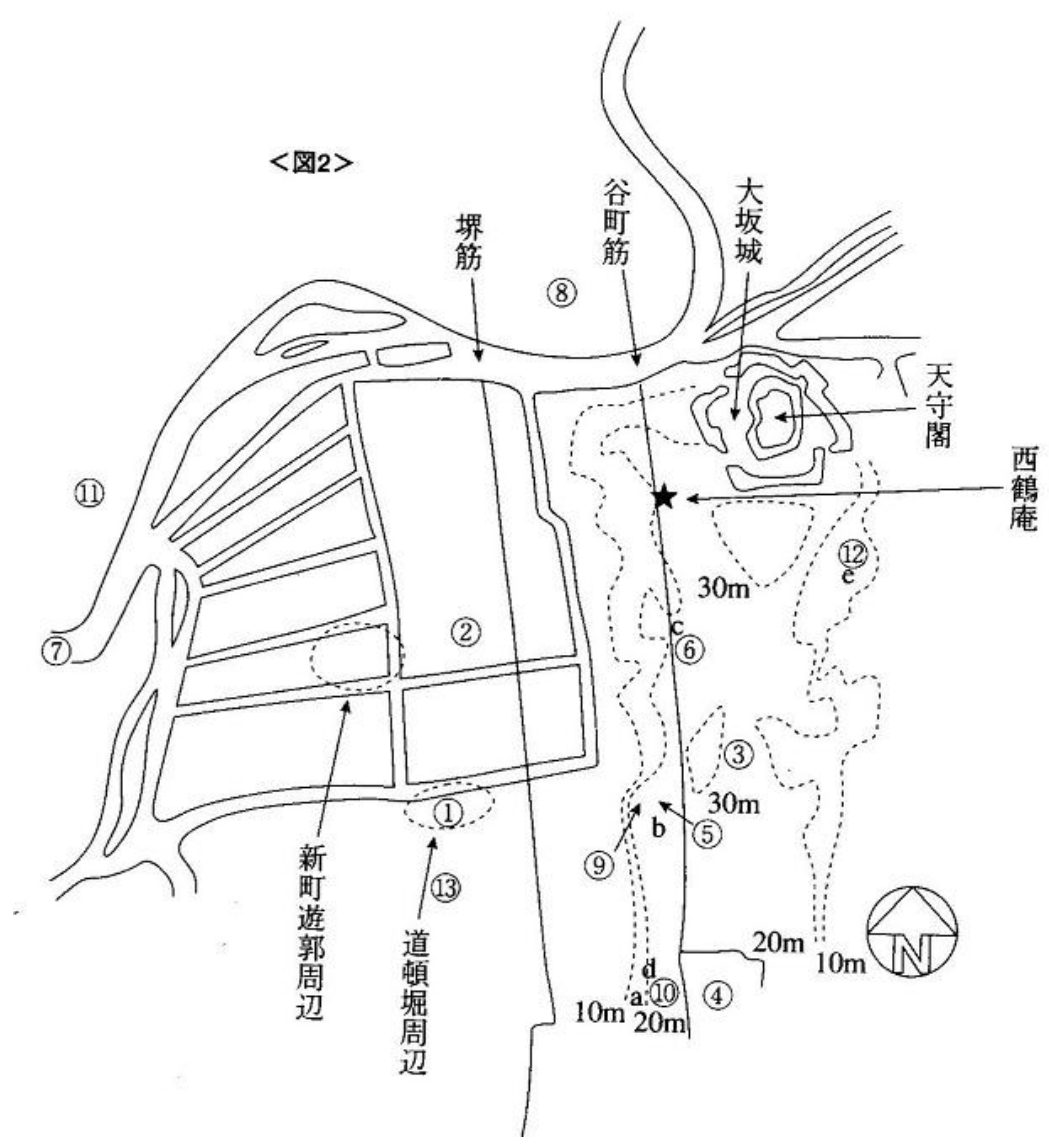 ＜図2＞
堺筋
谷町筋
大坂城
天守閣
西鶴庵
⑧
⑪
⑫
e
30m
⑦
②
c
⑥
③
30m
①
b
⑤
⑨
⑬
新町遊郭周辺
道頓堀周辺
N
20m
10m
d
a
⑩
④
10m
20m